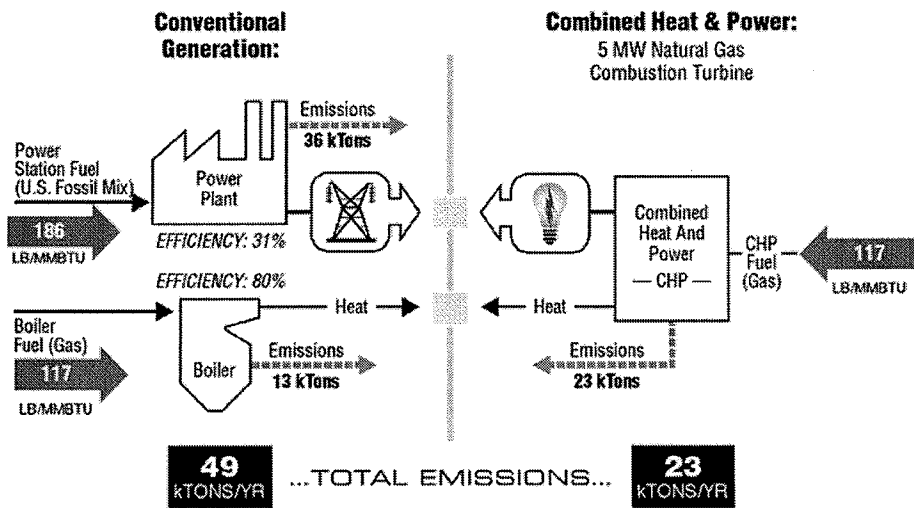 Conventional
Generation:
Emissions
36 kTons
Power
Station Fuel
(U.S. Fossil Mix)
Power
Plant
186
LB/MMBTU
EFFICIENCY: 31%
EFFICIENCY: 80%
Heat
Boiler
Fuel (Gas)
117
LB/MMBTU
Boiler
Emissions
13 kTons
Combined Heat & Power:
5 MW Natural Gas
Combustion Turbine
Combined
Heat And
Power
— CHP —
CHP
Fuel
(Gas)
117
LB/MMBTU
Heat
Emissions
23 kTons
49
kTONS/YR
...TOTAL EMISSIONS...
23
kTONS/YR